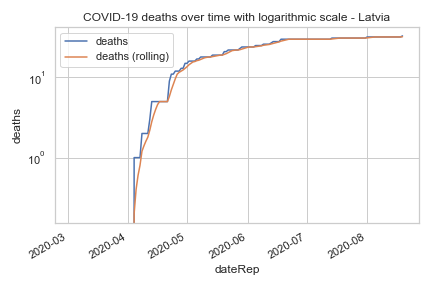 COVID-19 deaths over time with logarithmic scale - Latvia
deaths
deaths (rolling)
10¹
10⁰
deaths
2020-03
2020-04
2020-05
2020-06
2020-07
2020-08
dateRep